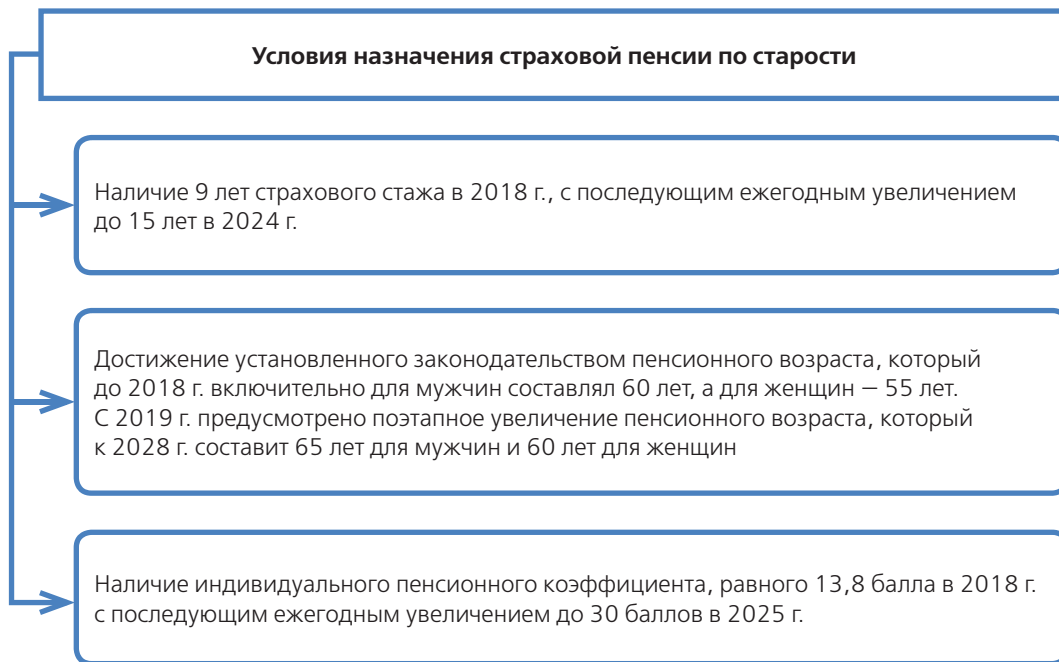 Условия назначения страховой пенсии по старости
Наличие 9 лет страхового стажа в 2018 г., с последующим ежегодным увеличением
до 15 лет в 2024 г.
Достижение установленного законодательством пенсионного возраста, который
до 2018 г. включительно для мужчин составлял 60 лет, а для женщин — 55 лет.
С 2019 г. предусмотрено поэтапное увеличение пенсионного возраста, который
к 2028 г. составит 65 лет для мужчин и 60 лет для женщин
Наличие индивидуального пенсионного коэффициента, равного 13,8 балла в 2018 г.
с последующим ежегодным увеличением до 30 баллов в 2025 г.